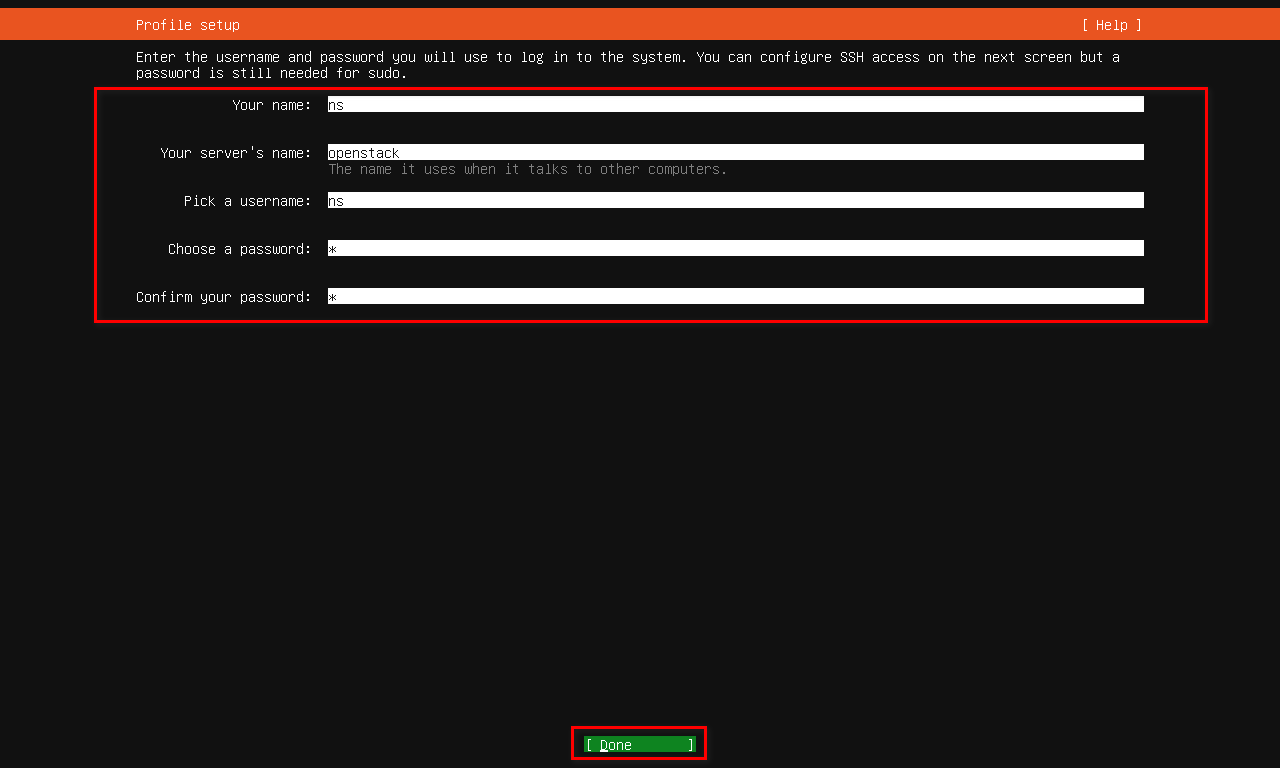 Profile setup [ Help ]
Enter the username and password you will use to log in to the system. You can configure SSH access on the next screen but a
password is still needed for sudo.
Your name: ns
Your server's name: openstack
The name it uses when it talks to other computers.
Pick a username: ns
Choose a password: *
Confirm your password: *
[ Done ]